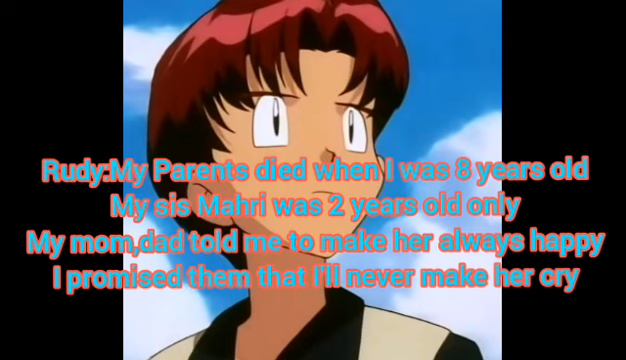 Rudy:My Parents died when I was 8 years old
My sis Mahri was 2 years old only
My mom,dad told me to make her always happy
I promised them that I'll never make her cry